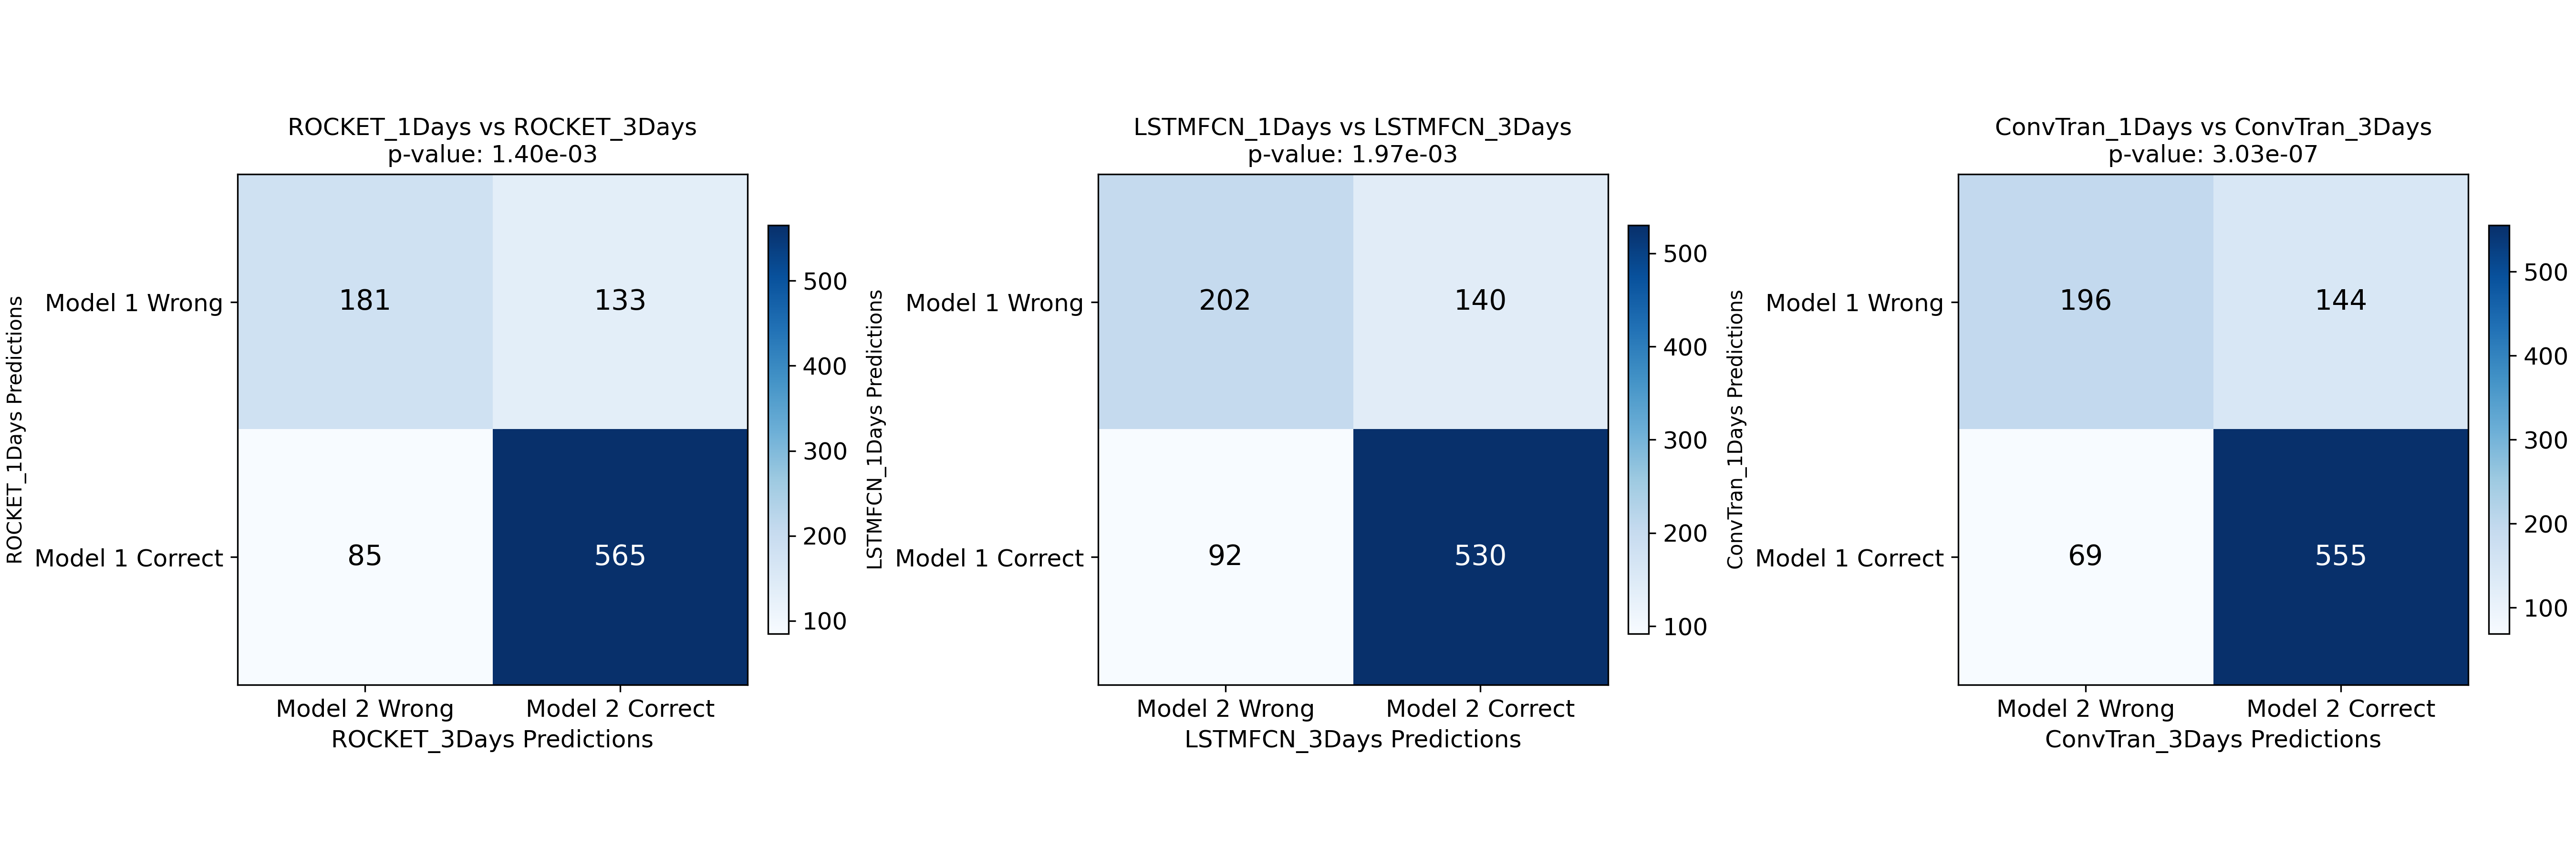 ROCKET_1Days vs ROCKET_3Days
p-value: 1.40e-03
ROCKET_1Days Predictions
Model 1 Wrong
Model 1 Correct
181
133
85
565
Model 2 Wrong
Model 2 Correct
ROCKET_3Days Predictions
500
400
300
200
100
LSTMFCN_1Days vs LSTMFCN_3Days
p-value: 1.97e-03
LSTMFCN_1Days Predictions
Model 1 Wrong
Model 1 Correct
202
140
92
530
Model 2 Wrong
Model 2 Correct
LSTMFCN_3Days Predictions
500
400
300
200
100
ConvTran_1Days vs ConvTran_3Days
p-value: 3.03e-07
ConvTran_1Days Predictions
Model 1 Wrong
Model 1 Correct
196
144
69
555
Model 2 Wrong
Model 2 Correct
ConvTran_3Days Predictions
500
400
300
200
100